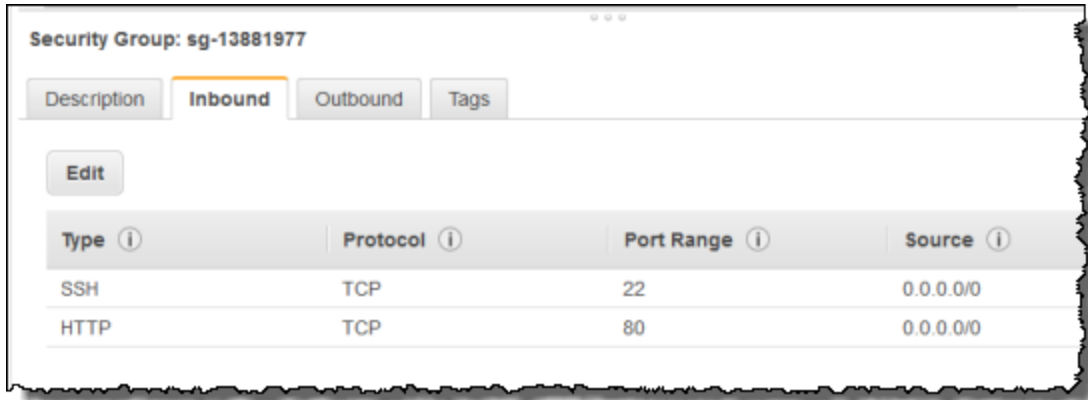 Security Group: sg-13881977
Description Inbound Outbound Tags
Edit
Type Protocol Port Range Source
SSH TCP 22 0.0.0.0/0
HTTP TCP 80 0.0.0.0/0